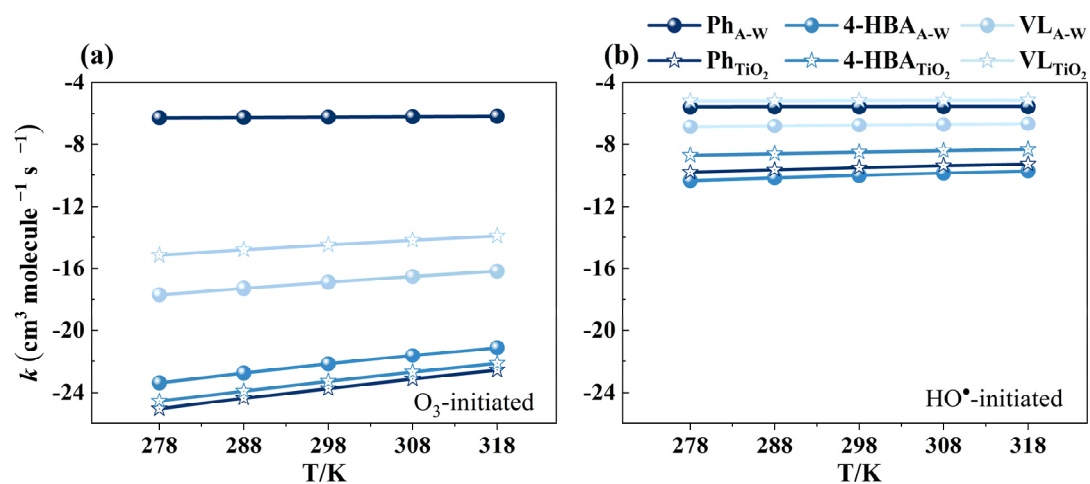 Ph_A-W 4-HBA_A-W VL_A-W
(a) (b) Ph_TiO₂ 4-HBA_TiO₂ VL_TiO₂
k ((cm³ molecule ⁻¹ s ⁻¹)
-4
-8
-12
-16
-20
-24
O₃-initiated
278 288 298 308 318
T/K
-4
-8
-12
-16
-20
-24
HO•-initiated
278 288 298 308 318
T/K